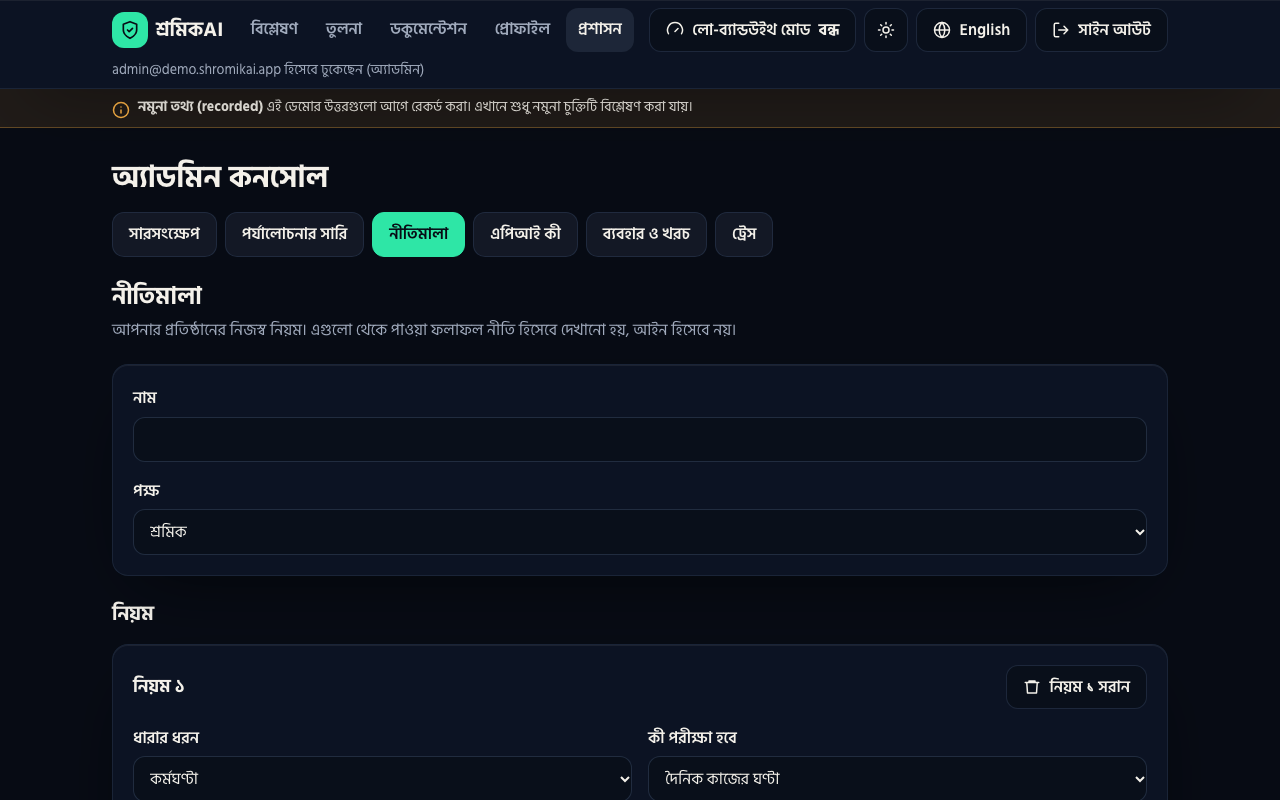 শ্রমিকAI
বিশ্লেষণ
তুলনা
ডকুমেন্টেশন
প্রোফাইল
প্রশাসন
লো-ব্যান্ডউইথ মোড বন্ধ
English
সাইন আউট
admin@demo.shromikai.app হিসেবে ঢুকেছেন (অ্যাডমিন)
নমুনা তথ্য (recorded) এই ডেমোর উত্তরগুলো আগে রেকর্ড করা। এখানে শুধু নমুনা চুক্তিটি বিশ্লেষণ করা যায়।
অ্যাডমিন কনসোল
সারসংক্ষেপ
পর্যালোচনার সারি
নীতিমালা
এপিআই কী
ব্যবহার ও খরচ
ট্রেস
নীতিমালা
আপনার প্রতিষ্ঠানের নিজস্ব নিয়ম। এগুলো থেকে পাওয়া ফলাফল নীতি হিসেবে দেখানো হয়, আইন হিসেবে নয়।
নাম
পক্ষ
শ্রমিক
নিয়ম
নিয়ম ১
নিয়ম ১ সরান
ধারার ধরন
কী পরীক্ষা হবে
কর্মঘণ্টা
দৈনিক কাজের ঘণ্টা